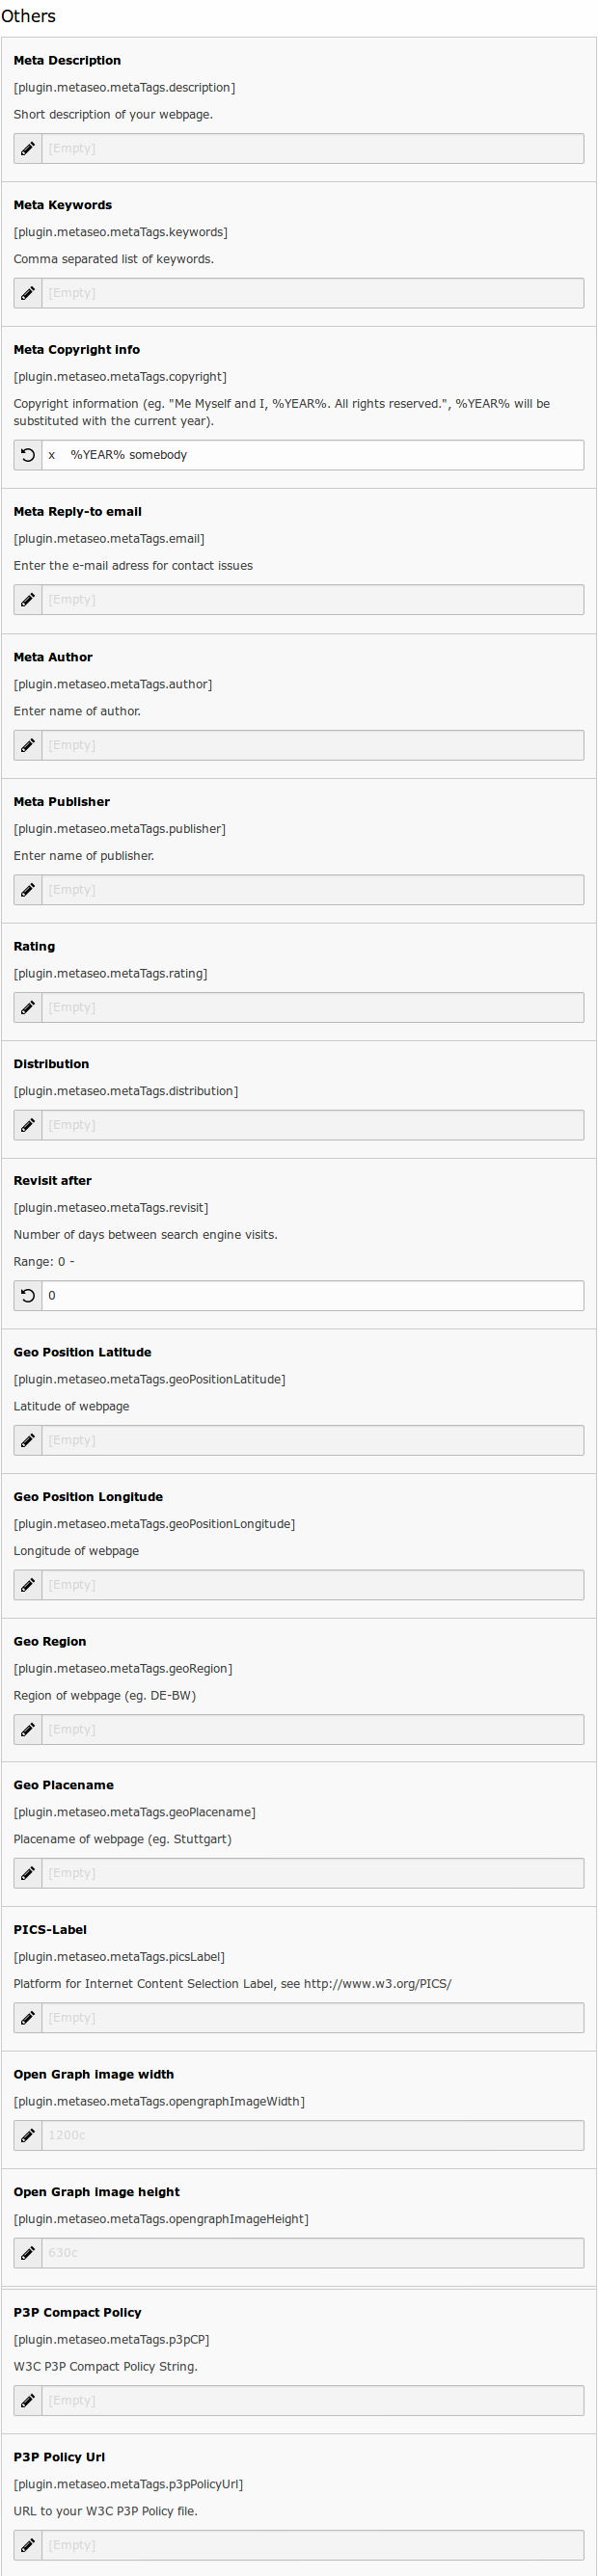 Others
Meta Description
[plugin.metaseo.metaTags.description]
Short description of your webpage.
[Empty]
Meta Keywords
[plugin.metaseo.metaTags.keywords]
Comma separated list of keywords.
[Empty]
Meta Copyright info
[plugin.metaseo.metaTags.copyright]
Copyright information (eg. "Me Myself and I, %YEAR%. All rights reserved.", %YEAR% will be
substituted with the current year).
x %YEAR% somebody
Meta Reply-to email
[plugin.metaseo.metaTags.email]
Enter the e-mail adress for contact issues
[Empty]
Meta Author
[plugin.metaseo.metaTags.author]
Enter name of author.
[Empty]
Meta Publisher
[plugin.metaseo.metaTags.publisher]
Enter name of publisher.
[Empty]
Rating
[plugin.metaseo.metaTags.rating]
[Empty]
Distribution
[plugin.metaseo.metaTags.distribution]
[Empty]
Revisit after
[plugin.metaseo.metaTags.revisit]
Number of days between search engine visits.
Range: 0 -
0
Geo Position Latitude
[plugin.metaseo.metaTags.geoPositionLatitude]
Latitude of webpage
[Empty]
Geo Position Longitude
[plugin.metaseo.metaTags.geoPositionLongitude]
Longitude of webpage
[Empty]
Geo Region
[plugin.metaseo.metaTags.geoRegion]
Region of webpage (eg. DE-BW)
[Empty]
Geo Placename
[plugin.metaseo.metaTags.geoPlacename]
Placename of webpage (eg. Stuttgart)
[Empty]
PICS-Label
[plugin.metaseo.metaTags.picsLabel]
Platform for Internet Content Selection Label, see http://www.w3.org/PICS/
[Empty]
Open Graph image width
[plugin.metaseo.metaTags.opengraphImageWidth]
1200c
Open Graph image height
[plugin.metaseo.metaTags.opengraphImageHeight]
630c
P3P Compact Policy
[plugin.metaseo.metaTags.p3pCP]
W3C P3P Compact Policy String.
[Empty]
P3P Policy Url
[plugin.metaseo.metaTags.p3pPolicyUrl]
URL to your W3C P3P Policy file.
[Empty]